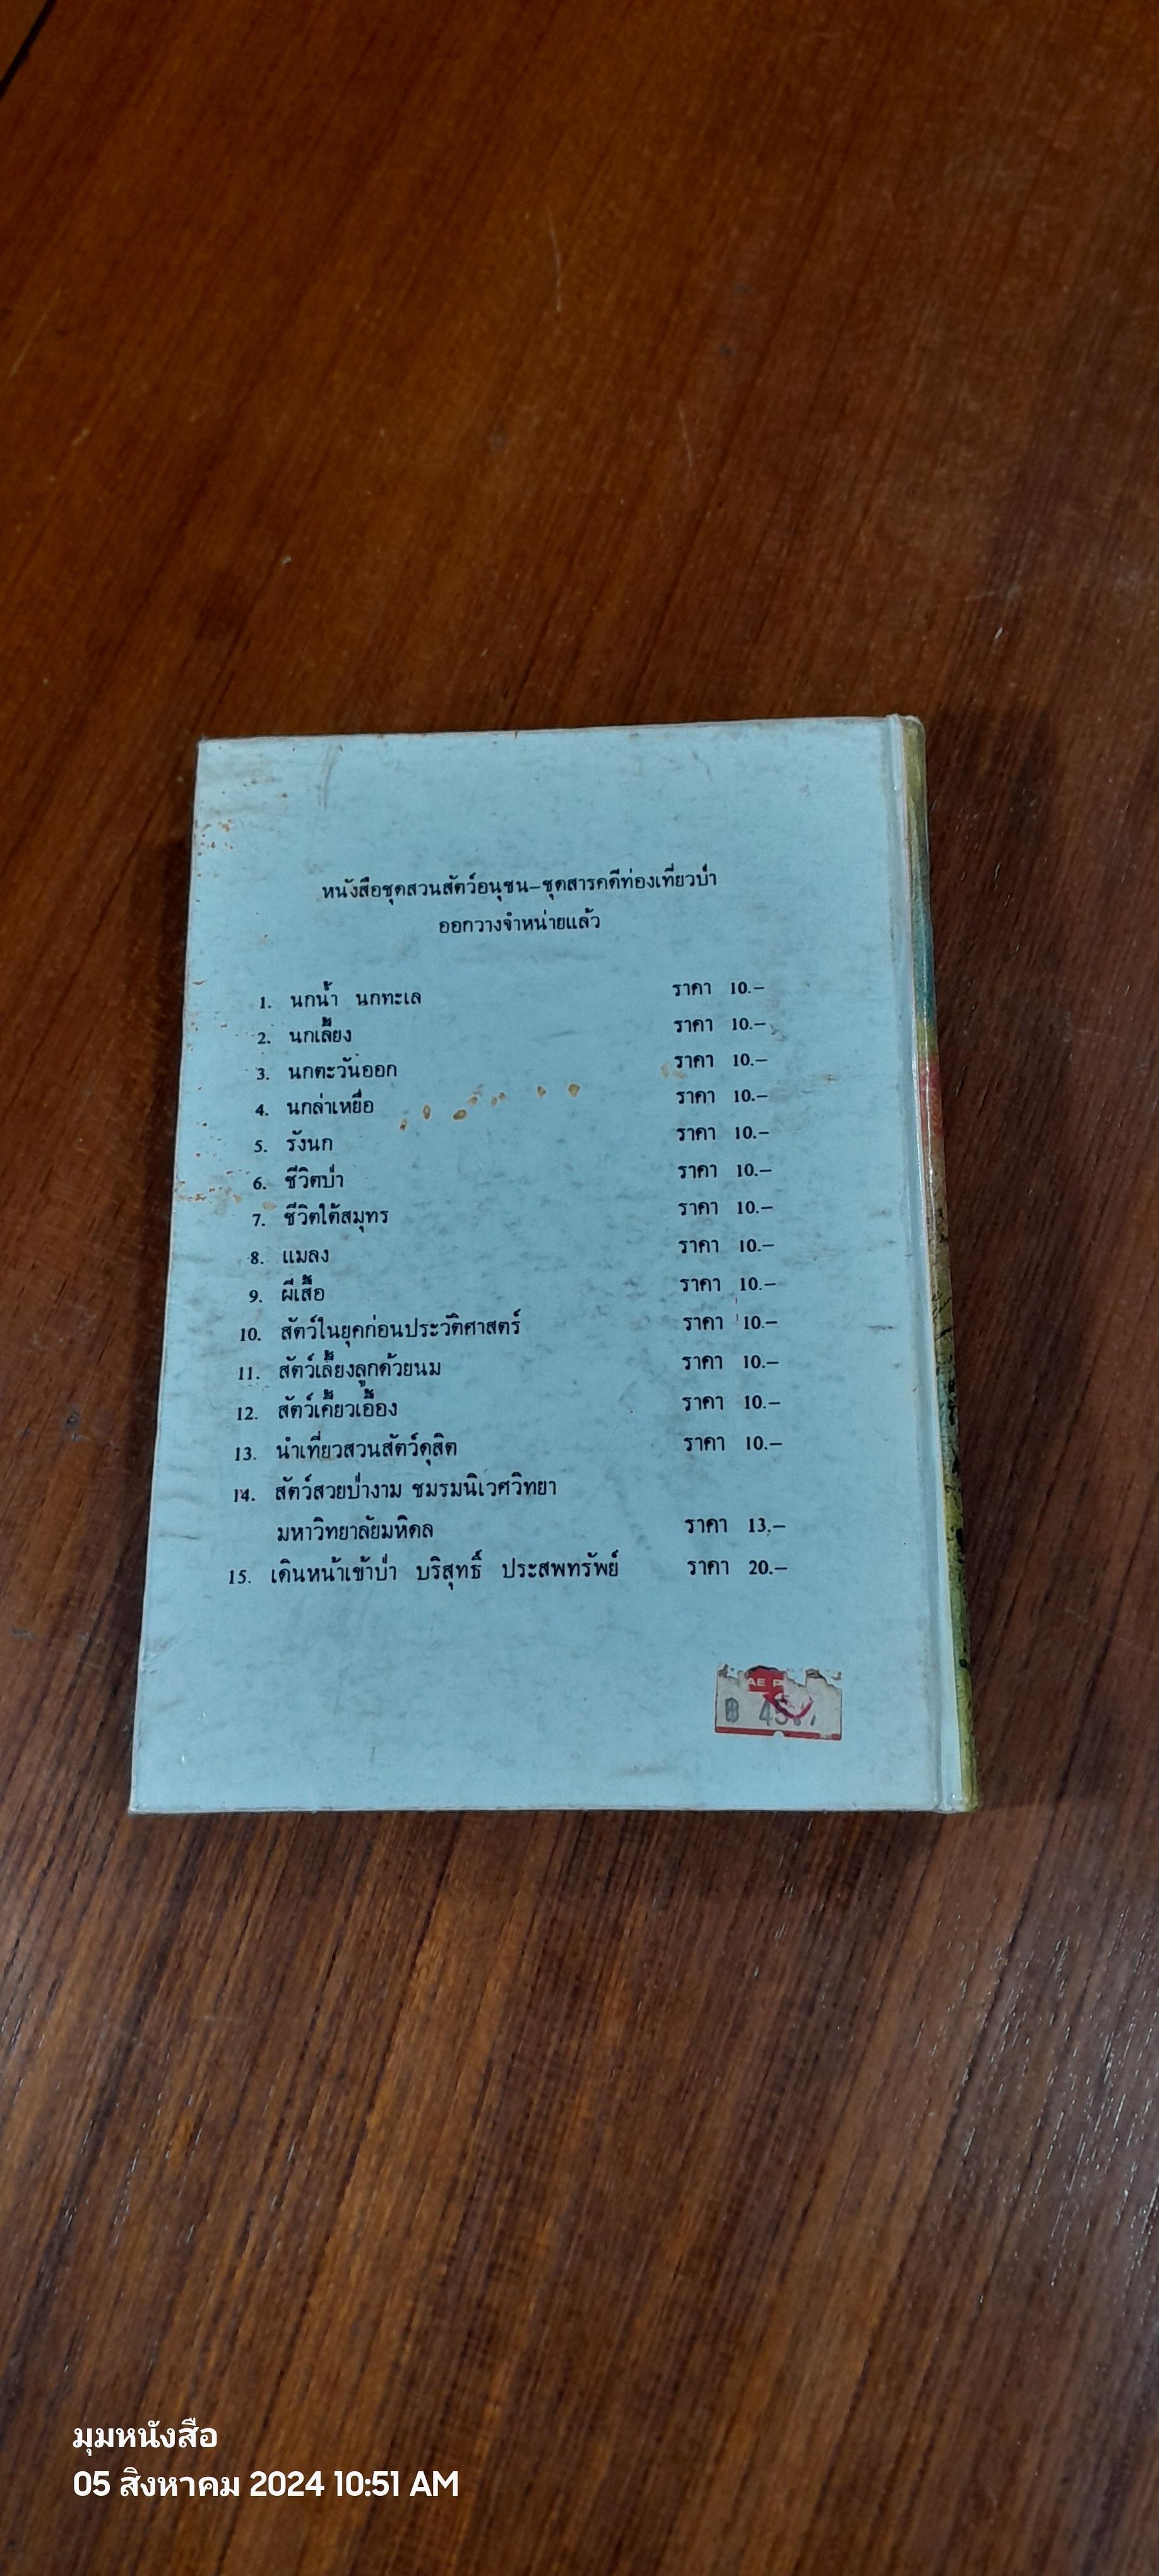 หนังสือชุดสวนสัตว์อนุชน–ชุดสารคดีท่องเที่ยวป่า
ออกวางจำหน่ายแล้ว
1. นกน้ำ นกทะเล ราคา 10.–
2. นกเลี้ยง ราคา 10.–
3. นกตะวันออก ราคา 10.–
4. นกล่าเหยื่อ ราคา 10.–
5. รังนก ราคา 10.–
6. ชีวิตป่า ราคา 10.–
7. ชีวิตใต้สมุทร ราคา 10.–
8. แมลง ราคา 10.–
9. ผีเสื้อ ราคา 10.–
10. สัตว์ในยุคก่อนประวัติศาสตร์ ราคา 10.–
11. สัตว์เลี้ยงลูกด้วยนม ราคา 10.–
12. สัตว์เคี้ยวเอื้อง ราคา 10.–
13. นำเที่ยวสวนสัตว์ดุสิต ราคา 10.–
14. สัตว์สวยป่างาม ชมรมนิเวศวิทยา
มหาวิทยาลัยมหิดล ราคา 13.–
15. เดินหน้าเข้าป่า บริสุทธิ์ ประสพทรัพย์ ราคา 20.–
฿
มุมหนังสือ
05 สิงหาคม 2024 10:51 AM